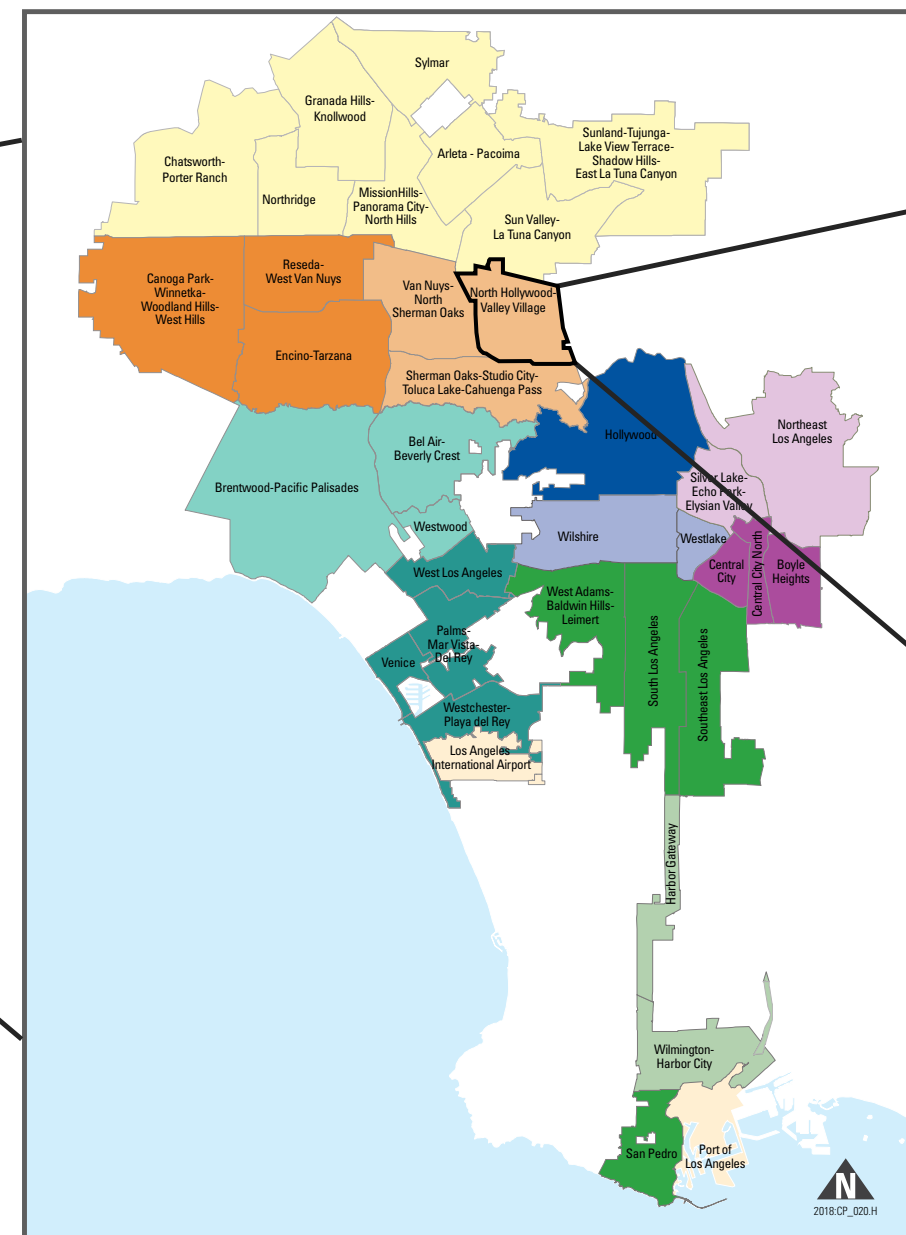 Sylmar
Granada Hills-
Knollwood
Sunland-Tujunga-
Lake View Terrace-
Shadow Hills-
East La Tuna Canyon
Arleta - Pacoima
Chatsworth-
Porter Ranch
Northridge
MissionHills-
Panorama City-
North Hills
Sun Valley-
La Tuna Canyon
Canoga Park-
Winnetka-
Woodland Hills-
West Hills
Reseda-
West Van Nuys
Van Nuys-
North
Sherman Oaks
North Hollywood-
Valley Village
Encino-Tarzana
Sherman Oaks-Studio City-
Toluca Lake-Cahuenga Pass
Hollywood
Northeast
Los Angeles
Bel Air-
Beverly Crest
Brentwood-Pacific Palisades
Silver Lake-
Echo Park-
Elysian Valley
Westwood
Wilshire
Westlake
Central City North
Central
City
Boyle
Heights
West Los Angeles
West Adams-
Baldwin Hills-
Leimert
South Los Angeles
Southeast Los Angeles
Palms-
Mar Vista-
Del Rey
Venice
Westchester-
Playa del Rey
Los Angeles
International Airport
Harbor Gateway
Wilmington-
Harbor City
San Pedro
Port of
Los Angeles
N
2018:CP_020.H